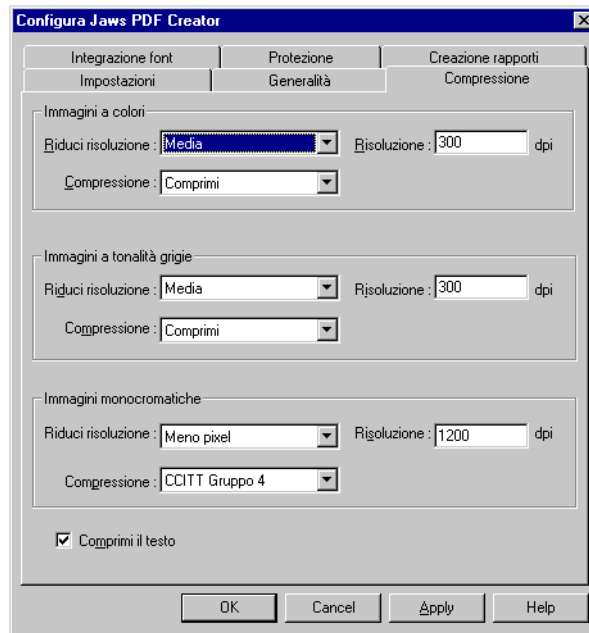 Configura Jaws PDF Creator
Integrazione font Protezione Creazione rapporti
Impostazioni Generalità Compressione
Immagini a colori
Riduci risoluzione : Media Risoluzione : 300 dpi
Compressione : Comprimi
Immagini a tonalità grigie
Riduci risoluzione : Media Risoluzione : 300 dpi
Compressione : Comprimi
Immagini monocromatiche
Riduci risoluzione : Meno pixel Risoluzione : 1200 dpi
Compressione : CCITT Gruppo 4
Comprimi il testo
OK Cancel Apply Help